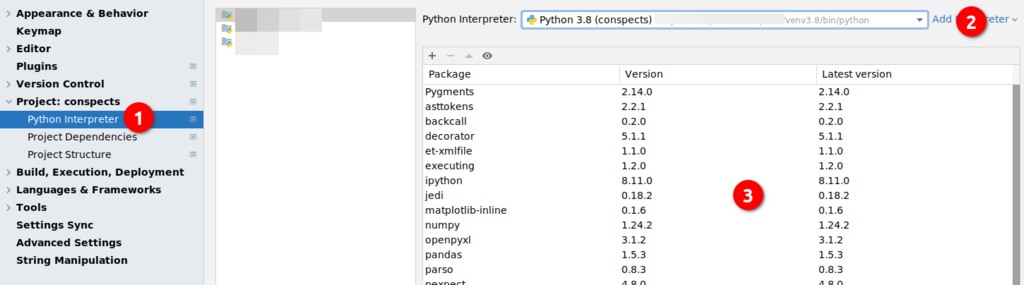 Appearance & Behavior
Keymap
Editor
Plugins
Version Control
Project: conspects
Python Interpreter
1
Project Dependencies
Project Structure
Build, Execution, Deployment
Languages & Frameworks
Tools
Settings Sync
Advanced Settings
String Manipulation
Python Interpreter: Python 3.8 (conspects) /venv3.8/bin/python Add
2
Package Version Latest version
Pygments 2.14.0 2.14.0
asttokens 2.2.1 2.2.1
backcall 0.2.0 0.2.0
decorator 5.1.1 5.1.1
et-xmlfile 1.1.0 1.1.0
executing 1.2.0 1.2.0
ipython 8.11.0 8.11.0
jedi 0.18.2 0.18.2
3
matplotlib-inline 0.1.6 0.1.6
numpy 1.24.2 1.24.2
openpyxl 3.1.2 3.1.2
pandas 1.5.3 1.5.3
parso 0.8.3 0.8.3
pexpect 4.8.0 4.8.0